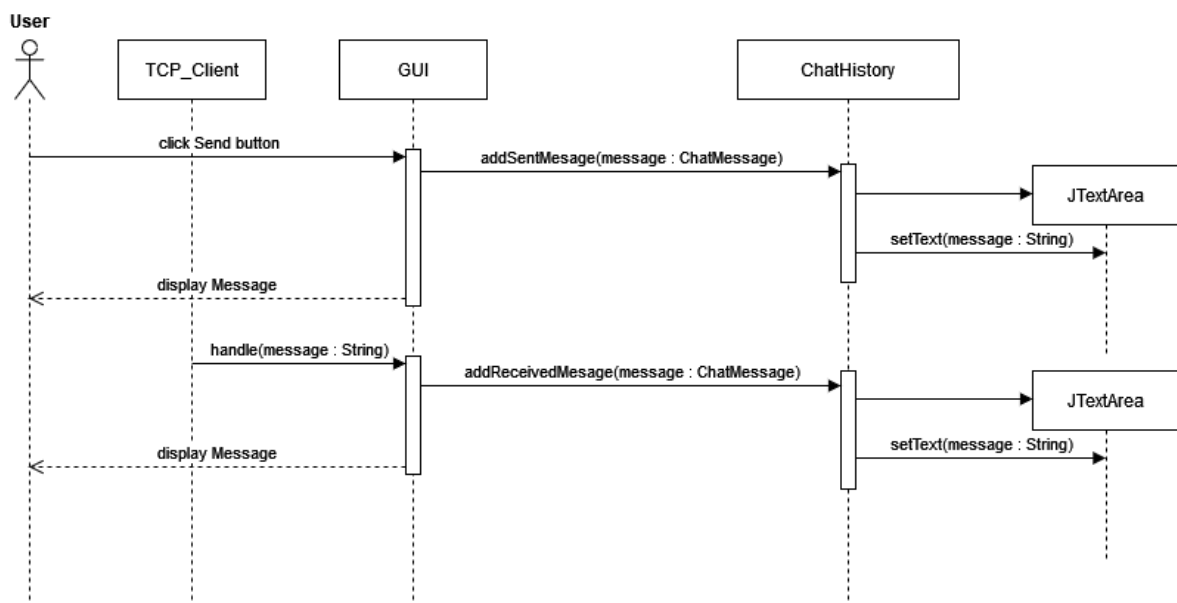 User
TCP_Client
GUI
ChatHistory
click Send button
addSentMesage(message : ChatMessage)
JTextArea
setText(message : String)
display Message
handle(message : String)
addReceivedMesage(message : ChatMessage)
JTextArea
setText(message : String)
display Message